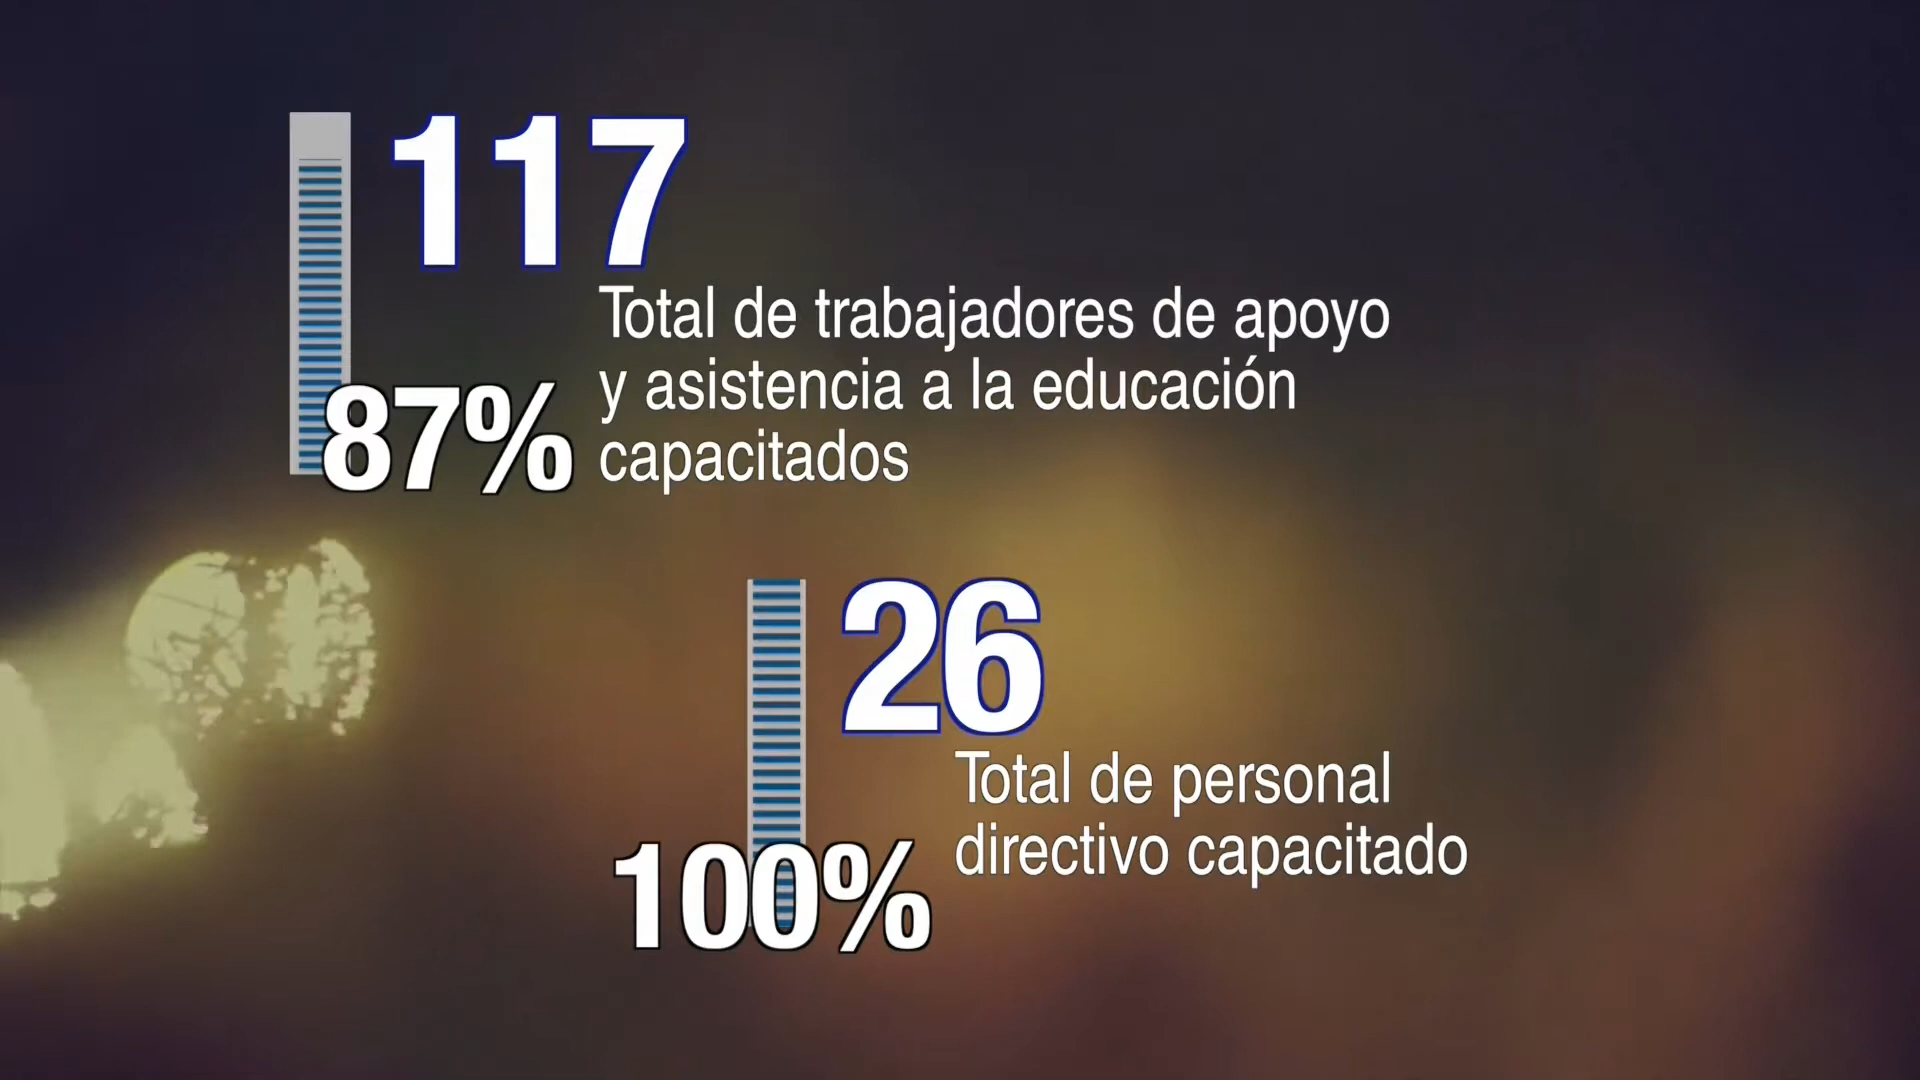 117
Total de trabajadores de apoyo
y asistencia a la educación
capacitados
87%
26
Total de personal
directivo capacitado
100%